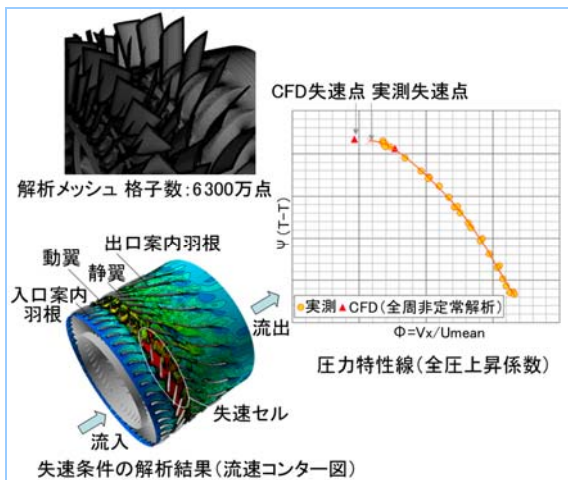 解析メッシュ 格子数:6300万点
CFD失速点 実測失速点
ψ (T-T)
実測 CFD(全周非定常解析)
Φ=Vx/Umean
圧力特性線(全圧上昇係数)
出口案内羽根
動翼
静翼
入口案内
羽根
流出
失速セル
流入
失速条件の解析結果(流速コンター図)